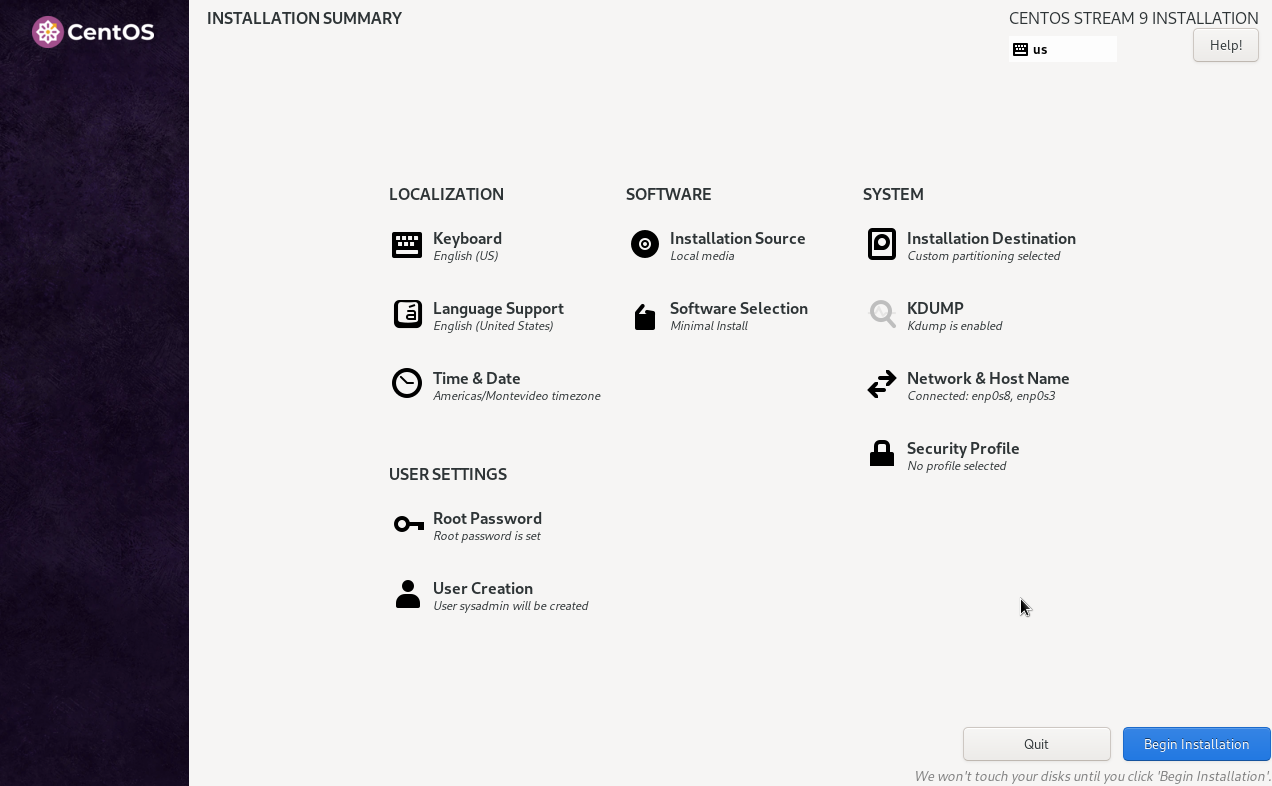 CentOS
INSTALLATION SUMMARY
CENTOS STREAM 9 INSTALLATION
us
Help!
LOCALIZATION
Keyboard
English (US)
Language Support
English (United States)
Time & Date
Americas/Montevideo timezone
USER SETTINGS
Root Password
Root password is set
User Creation
User sysadmin will be created
SOFTWARE
Installation Source
Local media
Software Selection
Minimal Install
SYSTEM
Installation Destination
Custom partitioning selected
KDUMP
Kdump is enabled
Network & Host Name
Connected: enp0s8, enp0s3
Security Profile
No profile selected
Quit
Begin Installation
We won't touch your disks until you click 'Begin Installation'.